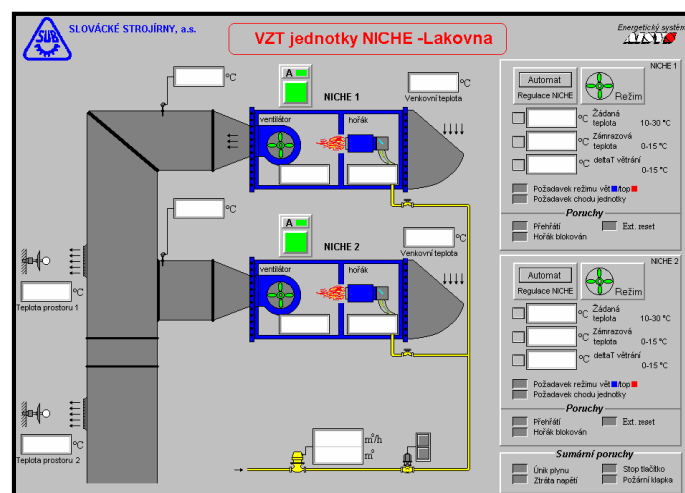 SUB
SLOVÁCKÉ STROJÍRNY, a.s.
VZT jednotky NICHE -Lakovna
Energetický systém
°C
A
NICHE 1
°C
Venkovní teplota
ventilátor
hořák
°C
A
NICHE 2
°C
Venkovní teplota
ventilátor
hořák
°C
Teplota prostoru 1
°C
Teplota prostoru 2
m³/h
NICHE 1
Automat
Regulace NICHE
Režim
°C Žádaná teplota 10-30 °C
°C Zámrazová teplota 0-15 °C
°C deltaT větrání 0-15 °C
Požadavek režimu vět/top
Požadavek chodu jednotky
Poruchy
Přehřátí
Ext. reset
Hořák blokován
NICHE 2
Automat
Regulace NICHE
Režim
°C Žádaná teplota 10-30 °C
°C Zámrazová teplota 0-15 °C
°C deltaT větrání 0-15 °C
Požadavek režimu vět/top
Požadavek chodu jednotky
Poruchy
Přehřátí
Ext. reset
Hořák blokován
Sumární poruchy
Únik plynu
Stop tlačítko
Ztráta napětí
Požární klapka